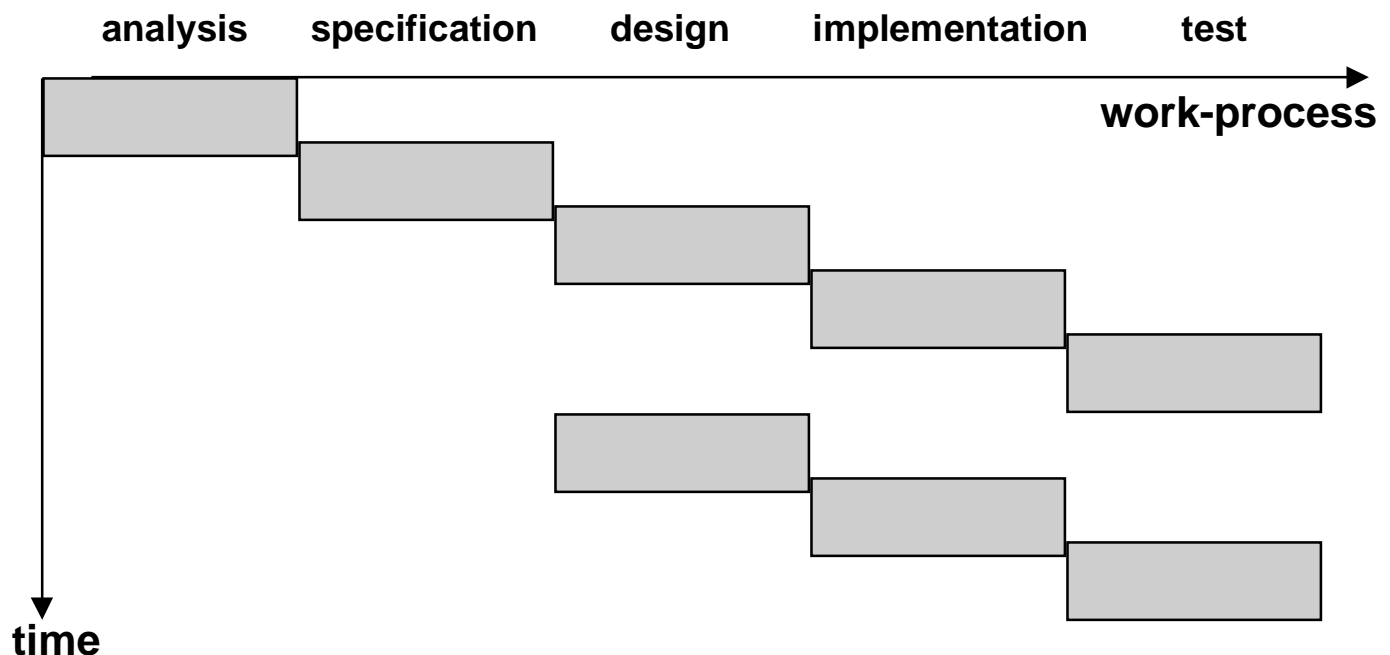 analysis specification design implementation test
work-process
time